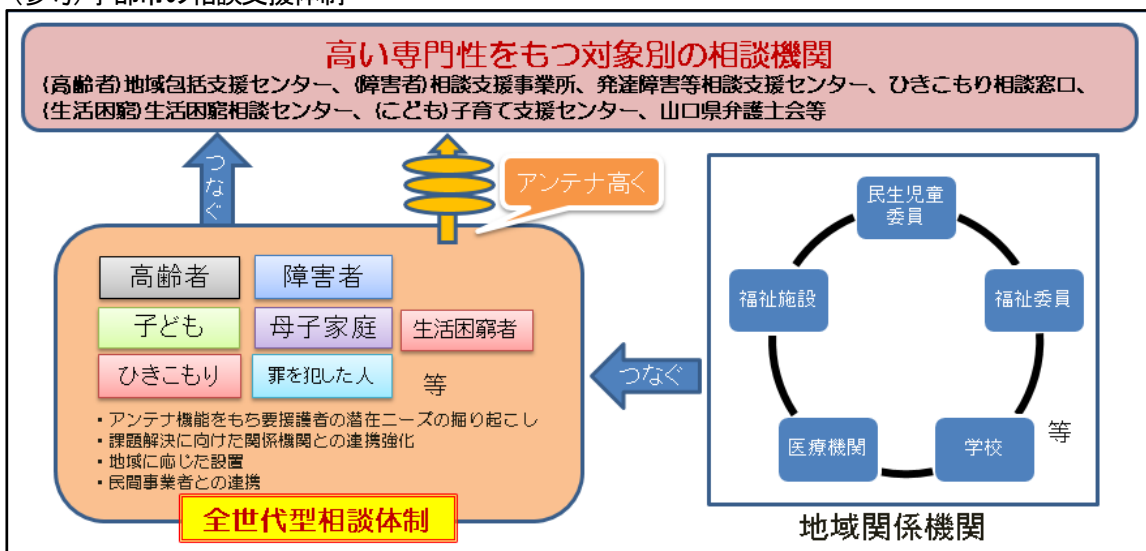 (参考)宇部市の相談支援体制
高い専門性をもつ対象別の相談機関
(高齢者)地域包括支援センター、(障害者)相談支援事業所、発達障害等相談支援センター、ひきこもり相談窓口、
(生活困窮)生活困窮相談センター、(こども)子育て支援センター、山口県弁護士会等
つなぐ
アンテナ高く
高齢者
障害者
子ども
母子家庭
生活困窮者
ひきこもり
罪を犯した人
等
・アンテナ機能をもち要援護者の潜在ニーズの掘り起こし
・課題解決に向けた関係機関との連携強化
・地域に応じた設置
・民間事業者との連携
全世代型相談体制
つなぐ
民生児童
委員
福祉施設
福祉委員
医療機関
学校
等
地域関係機関